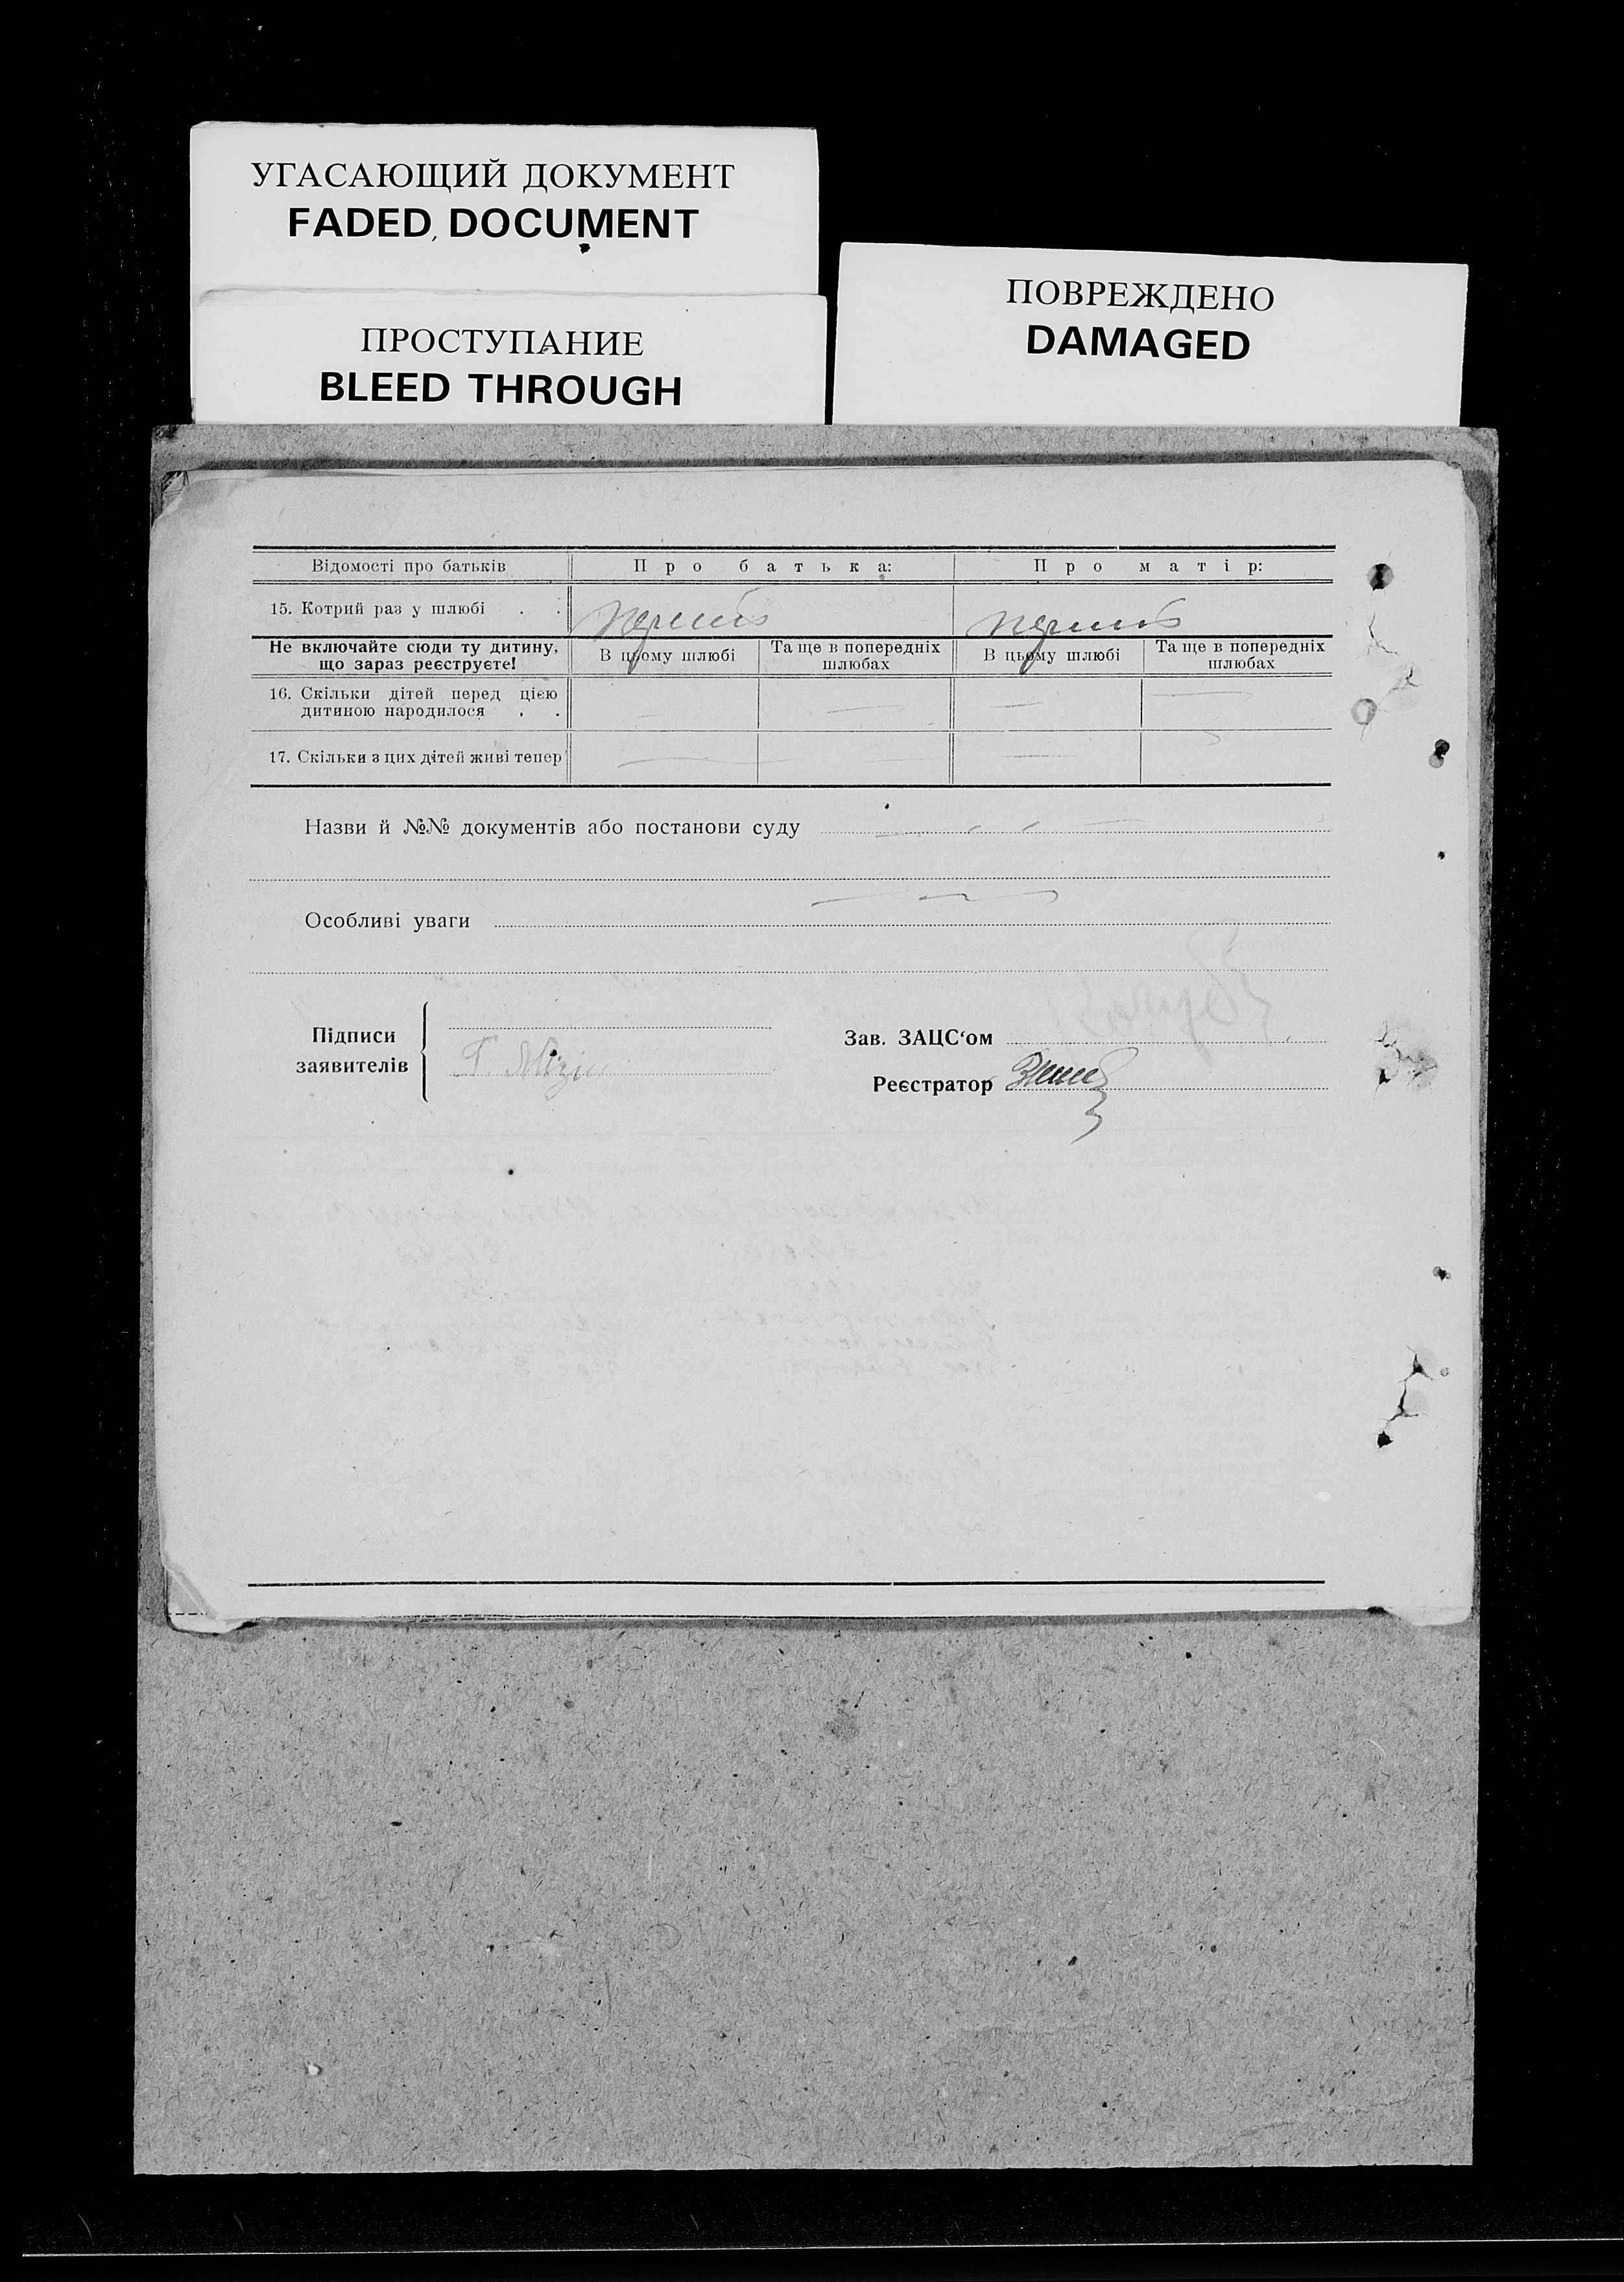 УГАСАЮЩИЙ ДОКУМЕНТ
FADED DOCUMENT
ПРОСТУПАНИЕ
BLEED THROUGH
ПОВРЕЖДЕНО
DAMAGED
Відомості про батьків Про батька: Про матір:
15. Котрий раз у шлюбі . .
Не включайте сюди ту дитину, що зараз реєструєте! В цьому шлюбі Та ще в попередніх шлюбах В цьому шлюбі Та ще в попередніх шлюбах
16. Скільки дітей перед цією
дитиною народилося . .
17. Скільки з цих дітей живі тепер
Назви й №№ документів або постанови суду
Особливі уваги
Підписи
заявителів
Зав. ЗАЦС'ом
Реєстратор